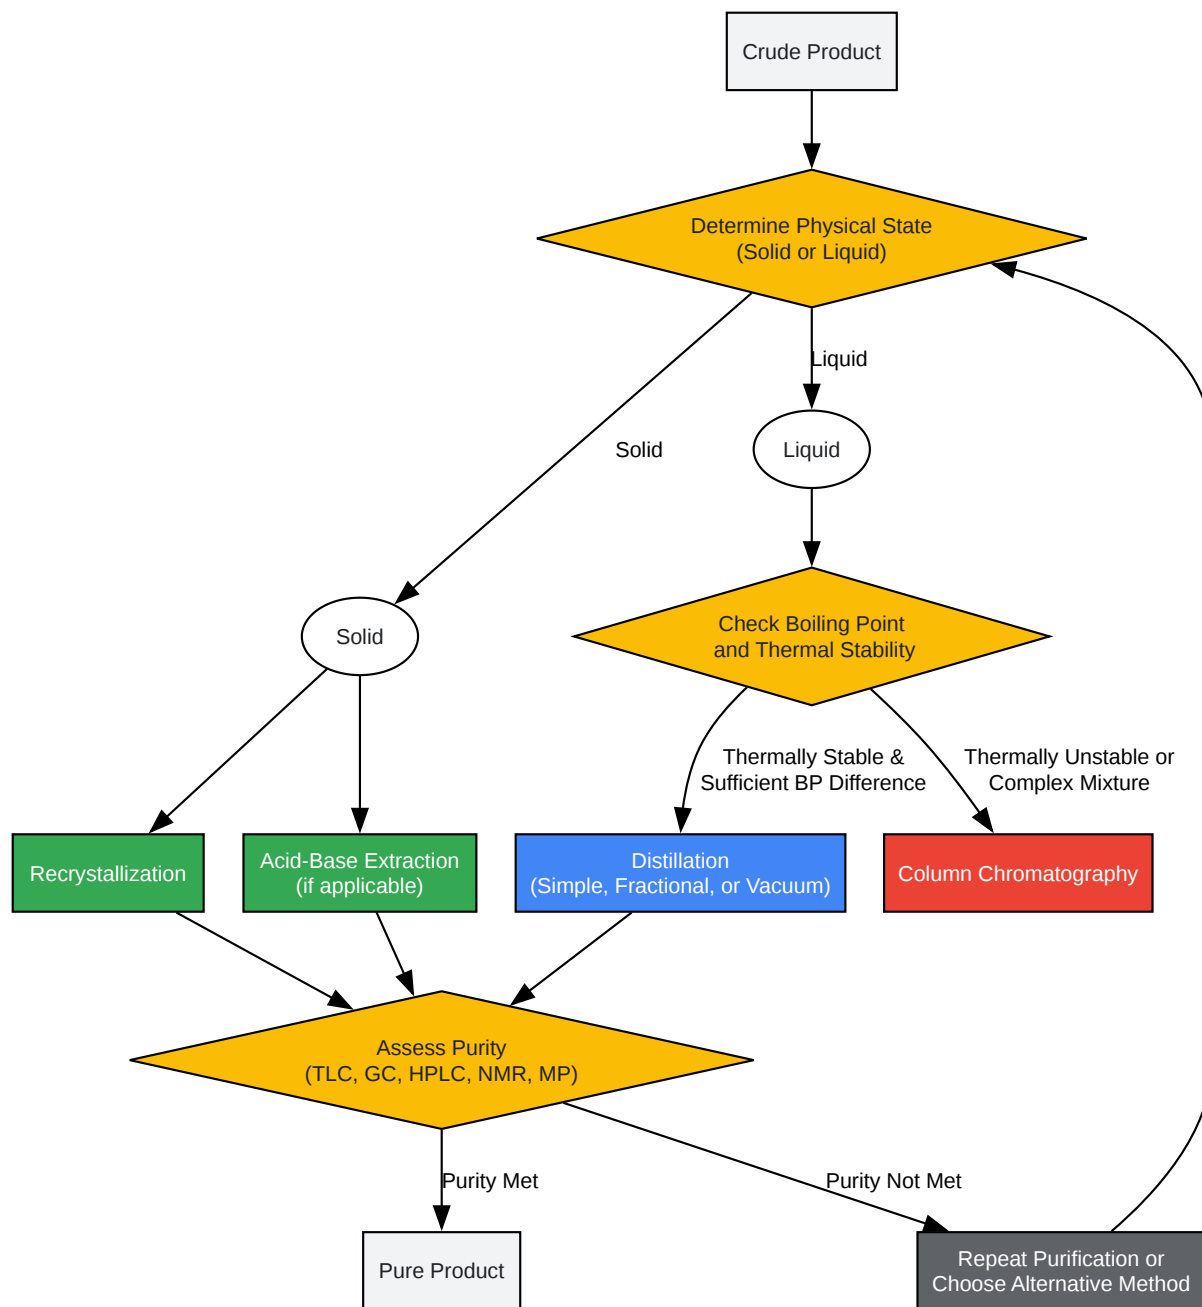 Crude Product
Determine Physical State
(Solid or Liquid)
Liquid
Solid
Liquid
Solid
Check Boiling Point
and Thermal Stability
Thermally Stable &
Sufficient BP Difference
Thermally Unstable or
Complex Mixture
Recrystallization
Acid-Base Extraction
(if applicable)
Distillation
(Simple, Fractional, or Vacuum)
Column Chromatography
Assess Purity
(TLC, GC, HPLC, NMR, MP)
Purity Met
Purity Not Met
Pure Product
Repeat Purification or
Choose Alternative Method